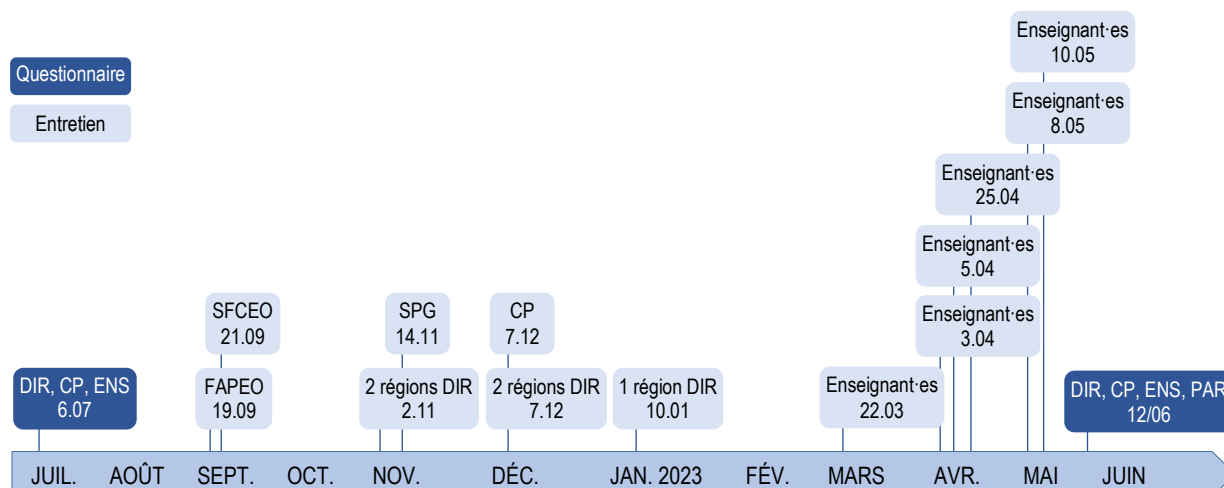 Questionnaire
Entretien
Enseignant·es
10.05
Enseignant·es
8.05
Enseignant·es
25.04
Enseignant·es
5.04
Enseignant·es
3.04
SFCEO
21.09
SPG
14.11
CP
7.12
DIR, CP, ENS
6.07
FAPEO
19.09
2 régions DIR
2.11
2 régions DIR
7.12
1 région DIR
10.01
Enseignant·es
22.03
DIR, CP, ENS, PAR
12/06
JUIL. AOÛT SEPT. OCT. NOV. DÉC. JAN. 2023 FÉV. MARS AVR. MAI JUIN